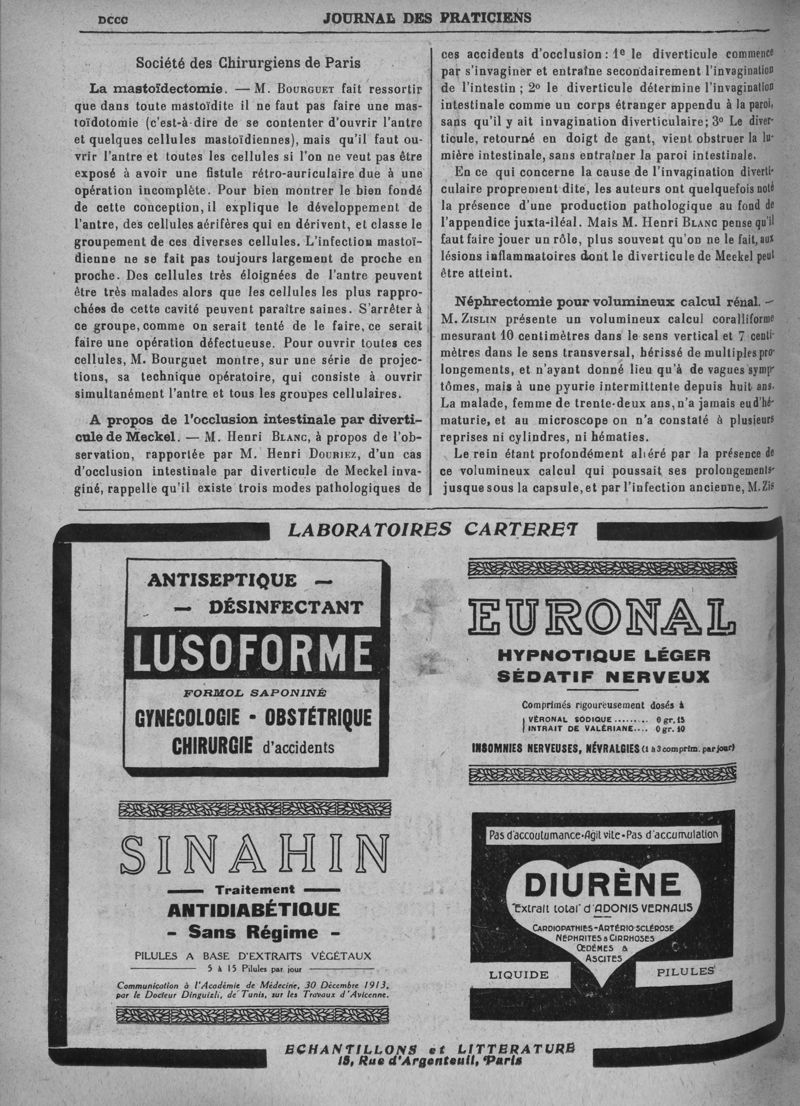 DCCC
JOURNAL DES PRATICIENS
Société des Chirurgiens de Paris
La mastoïdectomie. — M. BOURGUET fait ressortir
que dans toute mastoïdite il ne faut pas faire une mas-
toïdotomie (c'est-à-dire de se contenter d'ouvrir l'antre
et quelques cellules mastoïdiennes), mais qu'il faut ou-
vrir l'antre et toutes les cellules si l'on ne veut pas être
exposé à avoir une fistule rétro-auriculaire due à une
opération incomplète. Pour bien montrer le bien fondé
de cette conception, il explique le développement de
l'antre, des cellules aérifères qui en dérivent, et classe le
groupement de ces diverses cellules. L'infection mastoï-
dienne ne se fait pas toujours largement de proche en
proche. Des cellules très éloignées de l'antre peuvent
être très malades alors que les cellules les plus rappro-
chées de cette cavité peuvent paraître saines. S'arrêter à
ce groupement, comme on serait tenté de le faire, ce serait
faire une opération défectueuse. Pour ouvrir toutes ces
cellules, M. Bourguet montre, sur une série de projec-
tions, sa technique opératoire, qui consiste à ouvrir
simultanément l'antre et tous les groupes cellulaires.
A propos de l'occlusion intestinale par diverti-
cule de Meckel. — M. Henri BLANC, à propos de l'ob-
servation, rapportée par M. Henri DOURIEZ, d'un cas
d'occlusion intestinale par diverticule de Meckel inva-
giné, rappelle qu'il existe trois modes pathologiques de
ces accidents d'occlusion : 1e le diverticule commence
par s'invaginer et entraîne secondairement l'invagination
de l'intestin ; 2º le diverticule détermine l'invagination
intestinale comme un corps étranger appendu à la paroi,
sans qu'il y ait invagination diverticulaire ; 3º Le diver-
ticule, retourné en doigt de gant, vient obstruer la lu-
mière intestinale, sans entraîner la paroi intestinale.
En ce qui concerne la cause de l'invagination diverti-
culaire proprement dite, les auteurs ont quelquefois noté
la présence d'une production pathologique au fond de
l'appendice juxta-iléal. Mais M. Henri BLANC pense qu'il
faut faire jouer un rôle, plus souvent qu'on ne le fait, aux
lésions inflammatoires dont le diverticule de Meckel peut
être atteint.
Néphrectomie pour volumineux calcul rénal. —
M. ZISLIN présente un volumineux calcul coralliforme
mesurant 10 centimètres dans le sens vertical et 7 centi-
mètres dans le sens transversal, hérissé de multiples pro-
longements, et n'ayant donné lieu qu'à de vagues symp-
tômes, mais à une pyurie intermittente depuis huit ans.
La malade, femme de trente-deux ans, n'a jamais eu d'hé-
maturie, et au microscope on n'a constaté à plusieurs
reprises ni cylindres, ni hématies.
Le rein étant profondément altéré par la présence de
ce volumineux calcul qui poussait ses prolongements
jusque sous la capsule, et par l'infection ancienne, M. Zis
LABORATOIRES CARTERET
ANTISEPTIQUE —
— DÉSINFECTANT
LUSOFORME
FORMOL SAPONINÉ
GYNÉCOLOGIE - OBSTÉTRIQUE
CHIRURGIE d'accidents
EURONAL
HYPNOTIQUE LÉGER
SÉDATIF NERVEUX
Comprimés rigoureusement dosés à
VÉRONAL SODIQUE ......... 0 gr. 15
INTRAIT DE VALÉRIANE.... 0 gr. 10
INSOMNIES NERVEUSES, NÉVRALGIES (1 à 3 comprim. par jour)
SINAHIN
Traitement
ANTIDIABÉTIQUE
- Sans Régime -
PILULES A BASE D'EXTRAITS VÉGÉTAUX
5 à 15 Pilules par jour
Communication à l'Académie de Médecine, 30 Décembre 1913,
par le Docteur Dinguizli, de Tunis, sur les Travaux d'Avicenne.
Pas d'accoutumance-Agit vite-Pas d'accumulation
DIURÈNE
"Extrait total" d'ADONIS VERNALIS
CARDIOPATHIES-ARTÉRIO-SCLÉROSE
NÉPHRITES & CIRRHOSES
ŒDÈMES &
ASCITES
LIQUIDE
PILULES
ECHANTILLONS et LITTERATURE
15, Rue d'Argenteuil, Paris